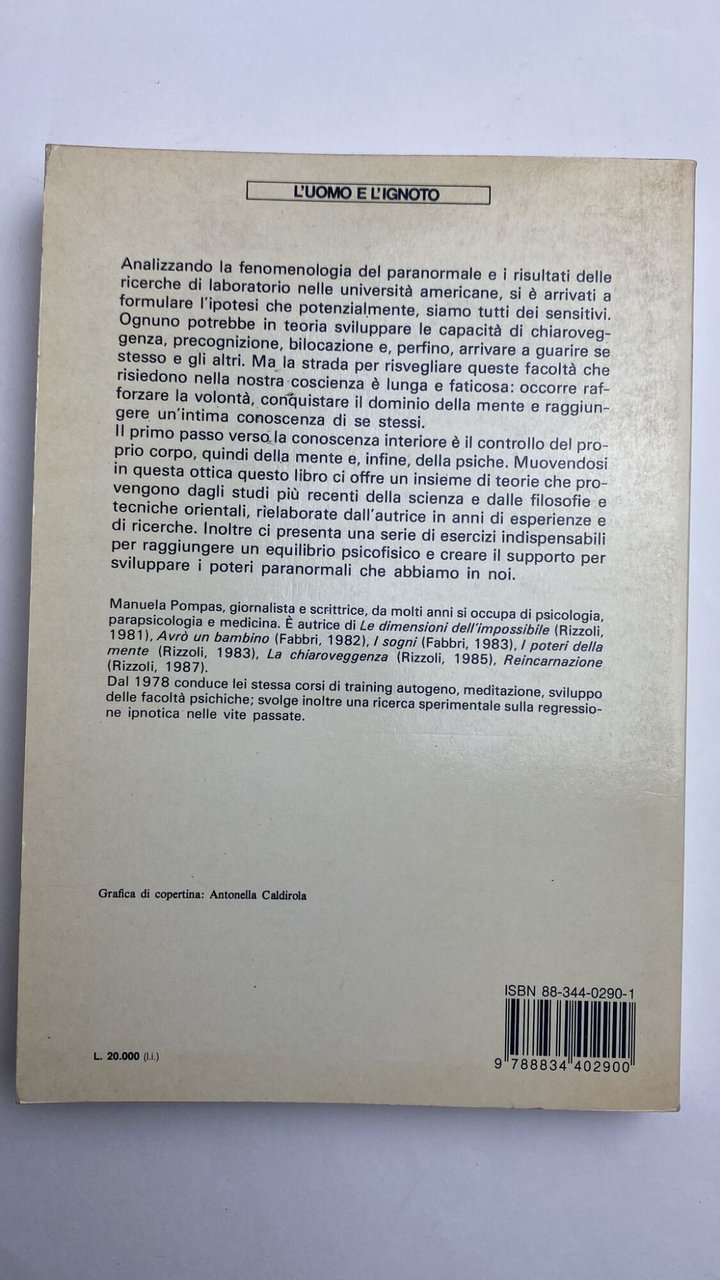 L'UOMO E L'IGNOTO
Analizzando la fenomenologia del paranormale e i risultati delle
ricerche di laboratorio nelle università americane, si è arrivati a
formulare l'ipotesi che potenzialmente, siamo tutti dei sensitivi.
Ognuno potrebbe in teoria sviluppare le capacità di chiaroveg-
genza, precognizione, bilocazione e, perfino, arrivare a guarire se
stesso e gli altri. Ma la strada per risvegliare queste facoltà che
risiedono nella nostra coscienza è lunga e faticosa: occorre raf-
forzare la volontà, conquistare il dominio della mente e raggiun-
gere un'intima conoscenza di se stessi.
Il primo passo verso la conoscenza interiore è il controllo del pro-
prio corpo, quindi della mente e, infine, della psiche. Muovendosi
in questa ottica questo libro ci offre un insieme di teorie che pro-
vengono dagli studi più recenti della scienza e dalle filosofie e
tecniche orientali, rielaborate dall'autrice in anni di esperienze e
di ricerche. Inoltre ci presenta una serie di esercizi indispensabili
per raggiungere un equilibrio psicofisico e creare il supporto per
sviluppare i poteri paranormali che abbiamo in noi.
Manuela Pompas, giornalista e scrittrice, da molti anni si occupa di psicologia,
parapsicologia e medicina. È autrice di Le dimensioni dell'impossibile (Rizzoli,
1981), Avrò un bambino (Fabbri, 1982), I sogni (Fabbri, 1983), I poteri della
mente (Rizzoli, 1983), La chiaroveggenza (Rizzoli, 1985), Reincarnazione
(Rizzoli, 1987).
Dal 1978 conduce lei stessa corsi di training autogeno, meditazione, sviluppo
delle facoltà psichiche; svolge inoltre una ricerca sperimentale sulla regressio-
ne ipnotica nelle vite passate.
Grafica di copertina: Antonella Caldirola
ISBN 88-344-0290-1
9 788834 402900
L. 20.000 (i.i.)